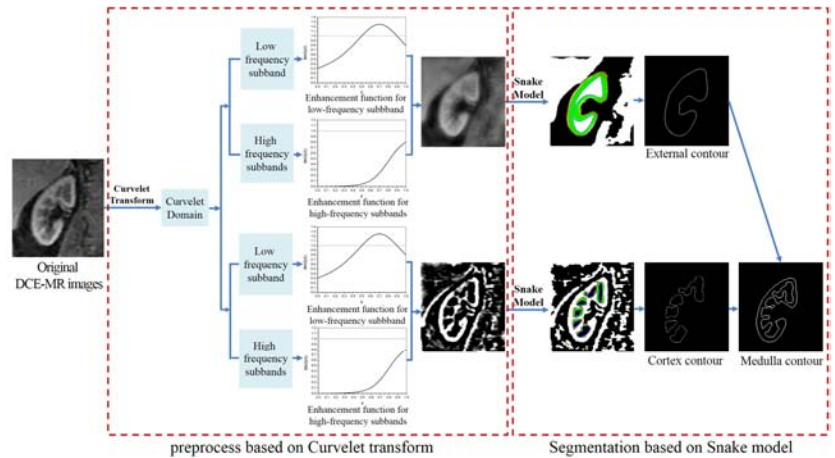 Original
DCE-MR images
Curvelet
Transform
Curvelet
Domain
Low
frequency
subband
Enhancement function for
low-frequency subbband
High
frequency
subbands
Enhancement function for
high-frequency subbands
Low
frequency
subband
Enhancement function for
low-frequency subbband
High
frequency
subbands
Enhancement function for
high-frequency subbands
preprocess based on Curvelet transform
Snake
Model
External contour
Snake
Model
Cortex contour
Medulla contour
Segmentation based on Snake model